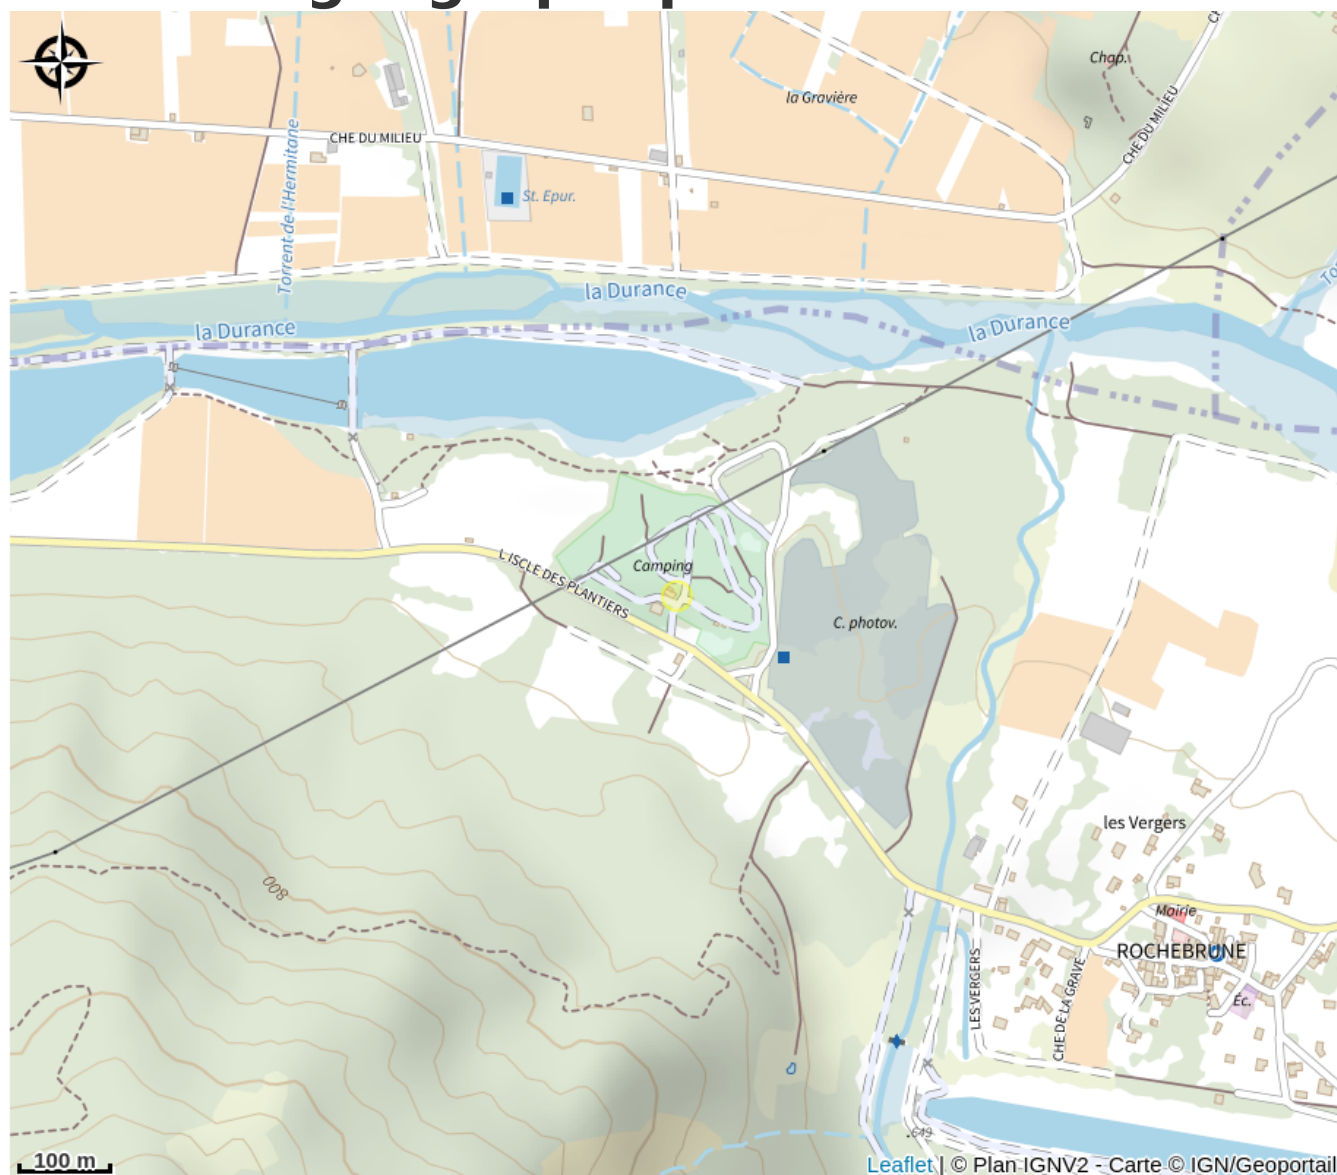 Chap.
la Gravière
CHE DU MILIEU
CHE DU MILIEU
Torrent de l'Hermitane
St. Epur.
la Durance
la Durance
la Durance
L'ISCLE DES PLANTIERS
Camping
C. photov.
les Vergers
800
Mairie
ROCHEBRUNE
LES VERGERS
CHE DE LA GRAVE
Éc.
.649
100 m
Leaflet | © Plan IGNV2 - Carte © IGN/Geoportail